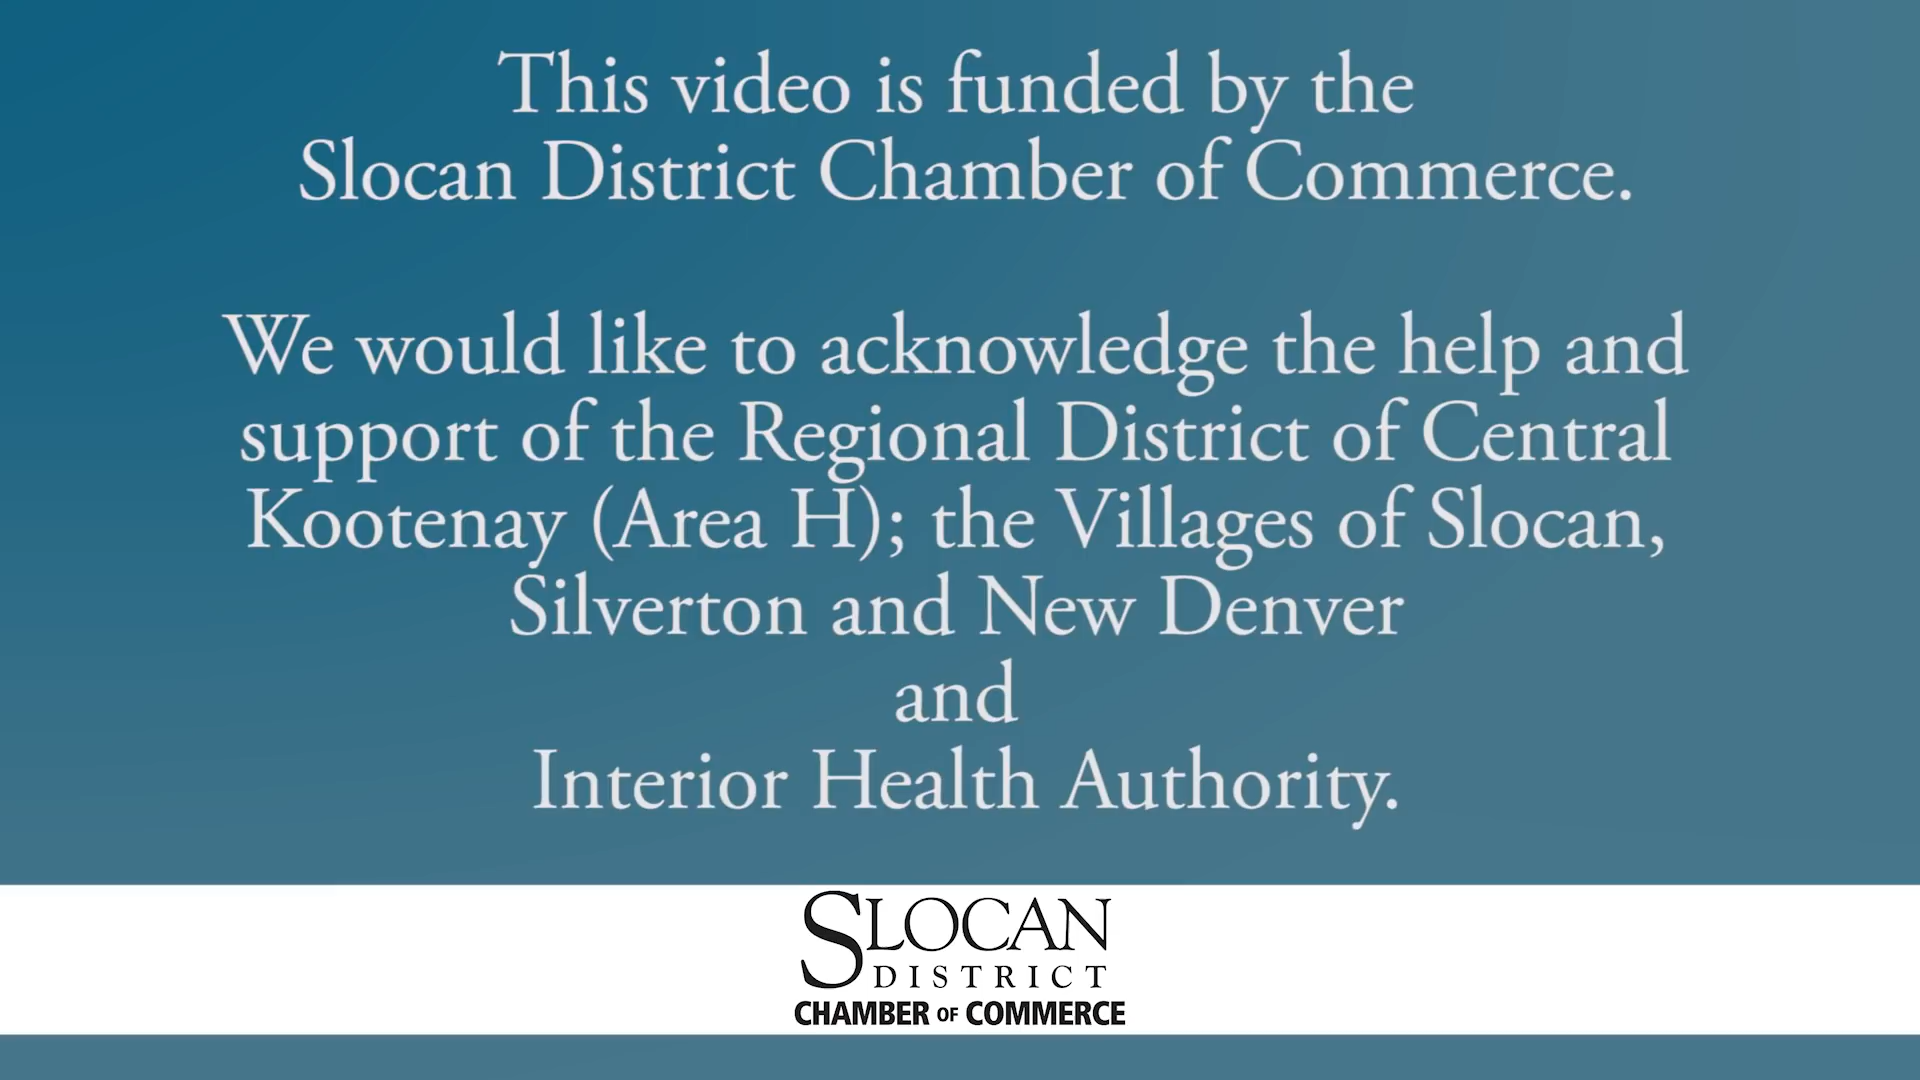 This video is funded by the
Slocan District Chamber of Commerce.
We would like to acknowledge the help and
support of the Regional District of Central
Kootenay (Area H); the Villages of Slocan,
Silverton and New Denver
and
Interior Health Authority.
SLOCAN
DISTRICT
CHAMBER OF COMMERCE